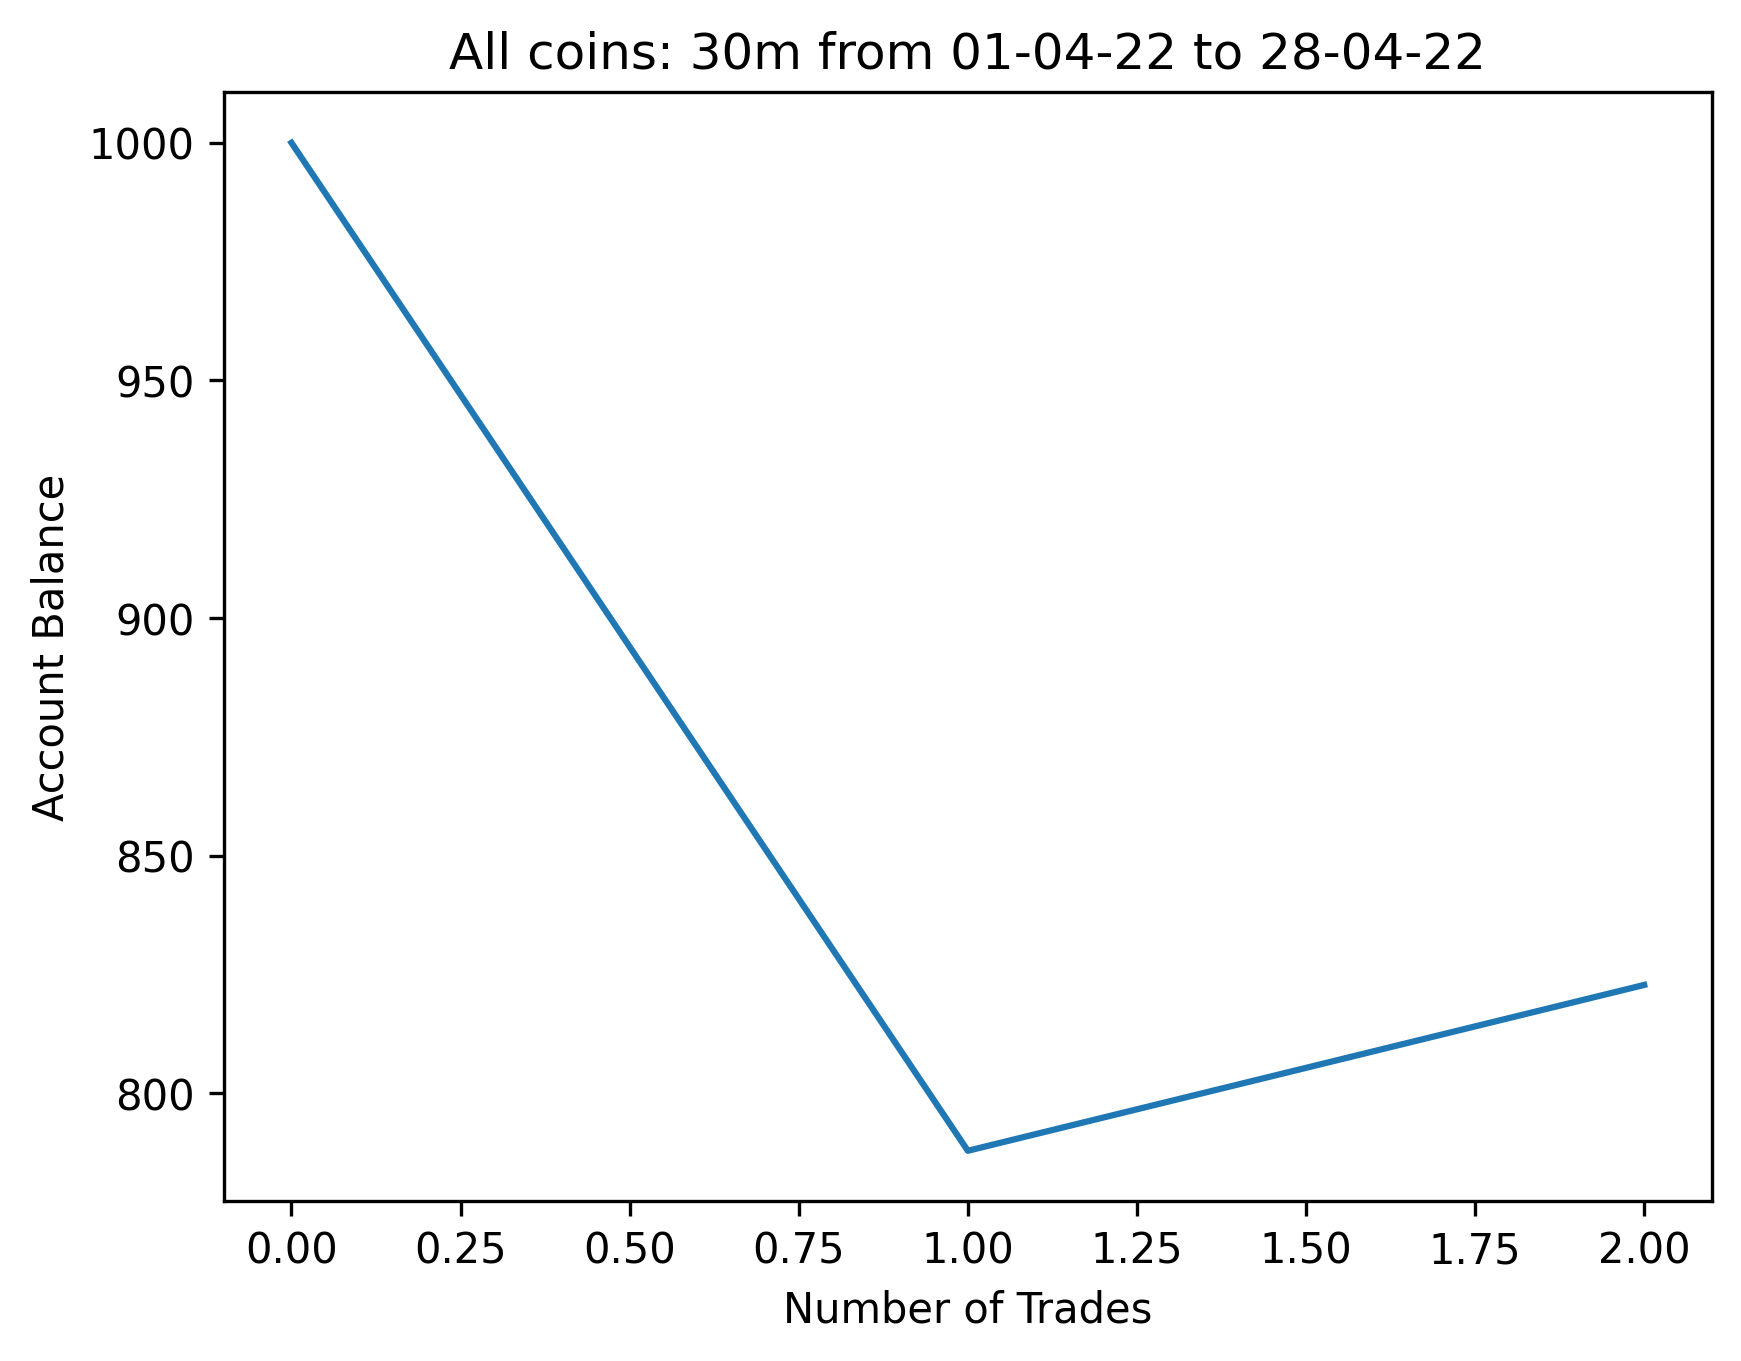 All coins: 30m from 01-04-22 to 28-04-22
1000
950
900
850
800
Account Balance
0.00 0.25 0.50 0.75 1.00 1.25 1.50 1.75 2.00
Number of Trades